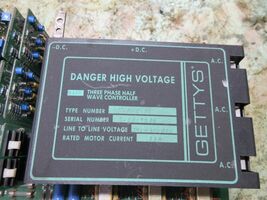 -D.C.
+D.C.
-D.C.
DANGER HIGH VOLTAGE
THREE PHASE HALF
WAVE CONTROLLER
TYPE NUMBER
SERIAL NUMBER
LINE TO LINE VOLTAGE
RATED MOTOR CURRENT
GETTYS
A.C.
A.C.
A.C.